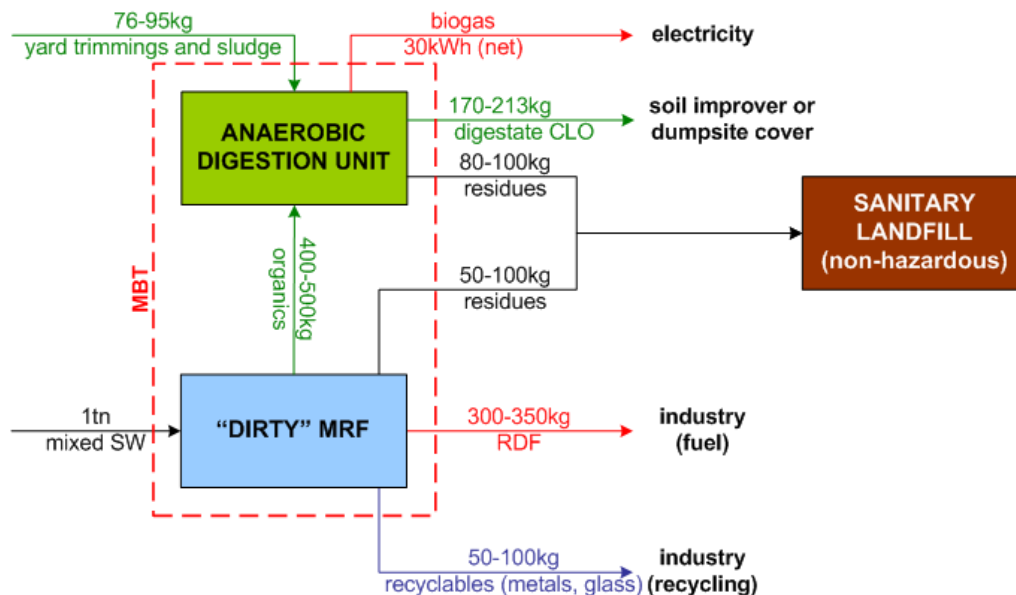 76-95kg
yard trimmings and sludge
biogas
30kWh (net)
electricity
ANAEROBIC
DIGESTION UNIT
170-213kg
digestate CLO
soil improver or
dumpsite cover
80-100kg
residues
SANITARY
LANDFILL
(non-hazardous)
400-500kg
organics
MBT
50-100kg
residues
1tn
mixed SW
“DIRTY” MRF
300-350kg
RDF
industry
(fuel)
50-100kg
recyclables (metals, glass)
industry
(recycling)